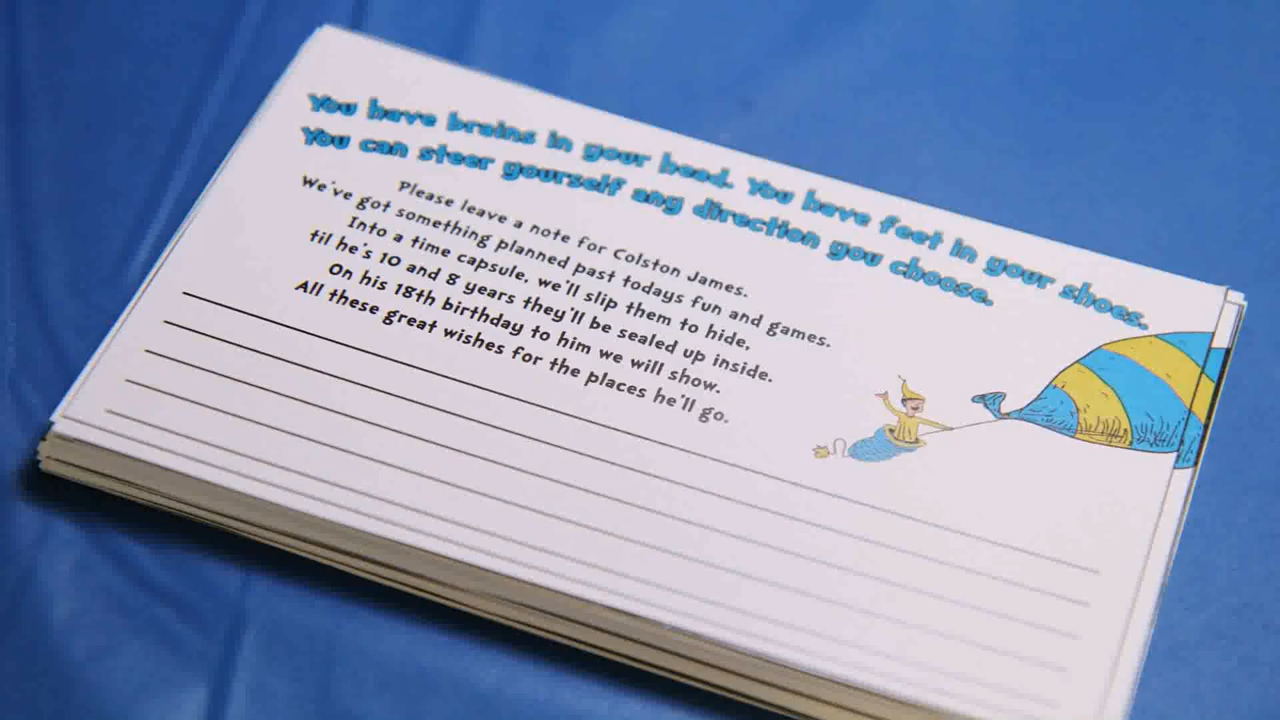 You have brains in your head. You have feet in your shoes.
You can steer yourself any direction you choose.
Please leave a note for Colston James.
We've got something planned past todays fun and games.
Into a time capsule, we'll slip them to hide,
til he's 10 and 8 years they'll be sealed up inside.
On his 18th birthday to him we will show.
All these great wishes for the places he'll go.